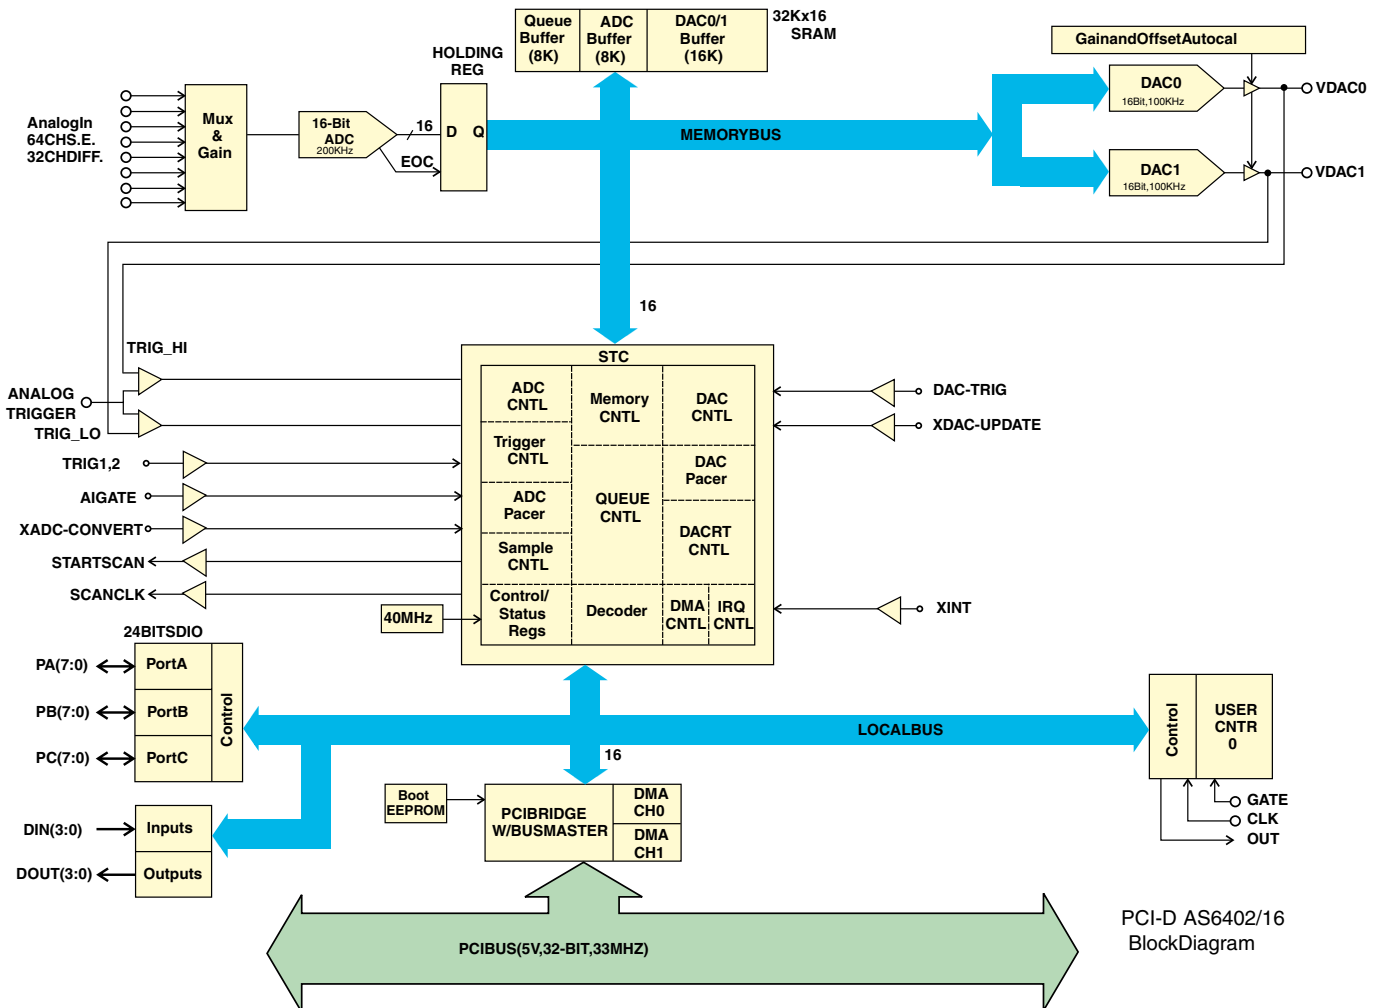 Queue
Buffer
(8K)
ADC
Buffer
(8K)
DAC0/1
Buffer
(16K)
32Kx16
SRAM
GainandOffsetAutocal
HOLDING
REG
AnalogIn
64CHS.E.
32CHDIFF.
Mux
&
Gain
16-Bit
ADC
200KHz
16
EOC
D Q
MEMORYBUS
DAC0
16Bit,100KHz
VDAC0
DAC1
16Bit,100KHz
VDAC1
16
TRIG_HI
ANALOG
TRIGGER
TRIG_LO
TRIG1,2
AIGATE
XADC-CONVERT
STARTSCAN
SCANCLK
40MHz
STC
ADC
CNTL
Memory
CNTL
DAC
CNTL
Trigger
CNTL
DAC
Pacer
ADC
Pacer
QUEUE
CNTL
DACRT
CNTL
Sample
CNTL
Control/
Status
Regs
Decoder
DMA
CNTL
IRQ
CNTL
DAC-TRIG
XDAC-UPDATE
XINT
24BITSDIO
PA(7:0)
PortA
PB(7:0)
PortB
PC(7:0)
PortC
Control
DIN(3:0)
Inputs
DOUT(3:0)
Outputs
LOCALBUS
16
Control
USER
CNTR
0
GATE
CLK
OUT
Boot
EEPROM
PCIBRIDGE
W/BUSMASTER
DMA
CH0
DMA
CH1
PCIBUS(5V,32-BIT,33MHZ)
PCI-D AS6402/16
BlockDiagram